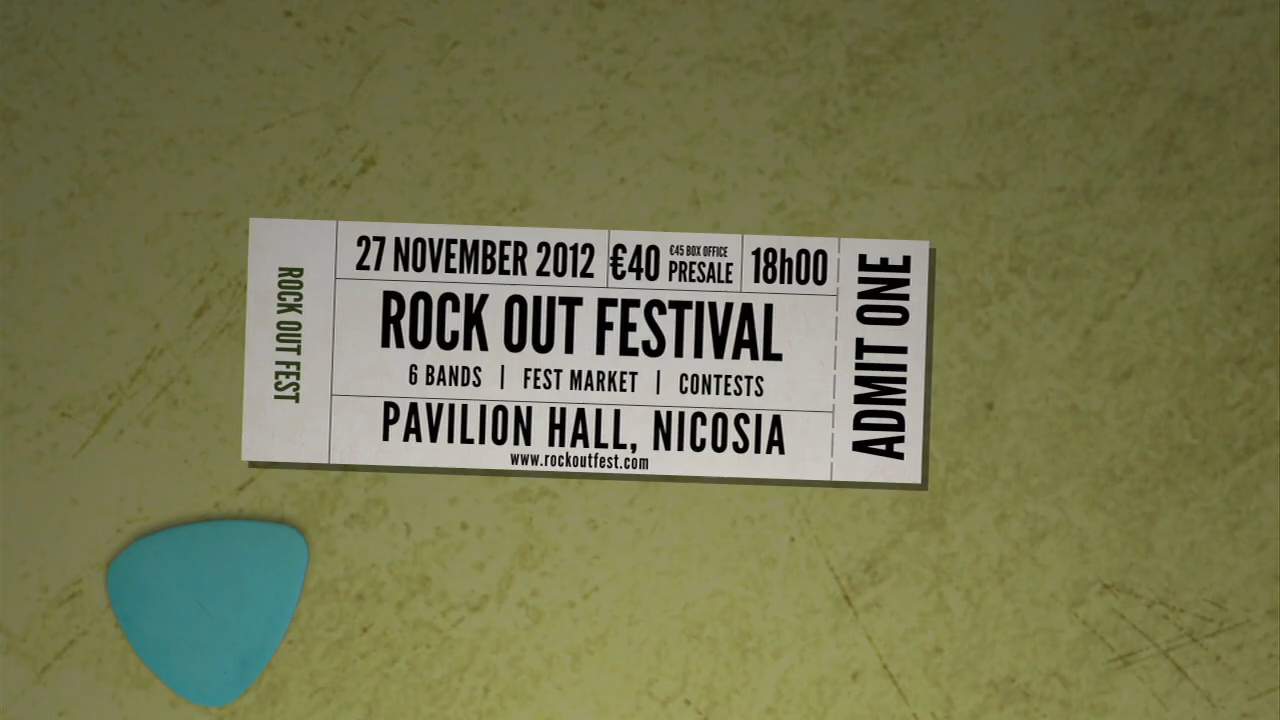 ROCK OUT FEST
27 NOVEMBER 2012
€40
€45 BOX OFFICE
PRESALE
18h00
ROCK OUT FESTIVAL
6 BANDS | FEST MARKET | CONTESTS
PAVILION HALL, NICOSIA
www.rockoutfest.com
ADMIT ONE